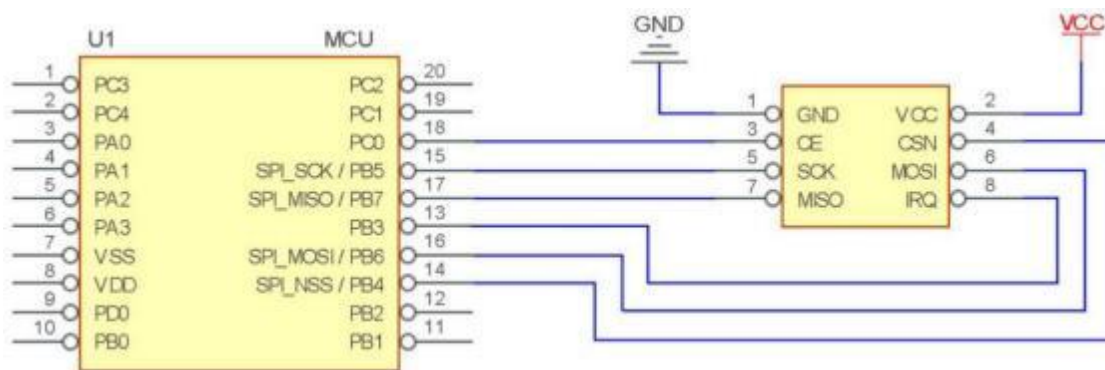 U1 MCU
1 PC3 PC2 20
2 PC4 PC1 19
3 PA0 PC0 18
4 PA1 SPI_SCK / PB5 15
5 PA2 SPI_MISO / PB7 17
6 PA3 PB3 13
7 VSS SPI_MOSI / PB6 16
8 VDD SPI_NSS / PB4 14
9 PD0 PB2 12
10 PB0 PB1 11
GND VCC
1 GND VCC 2
3 CE CSN 4
5 SCK MOSI 6
7 MISO IRQ 8